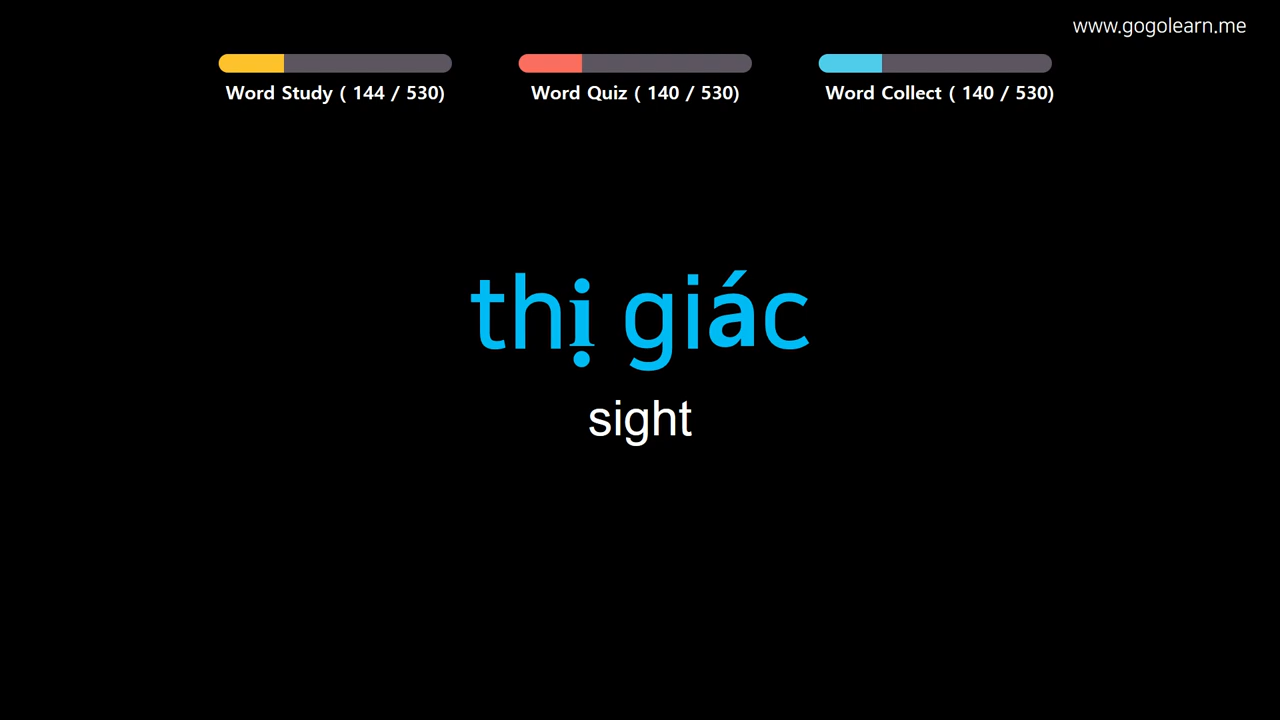 www.gogolearn.me
Word Study ( 144 / 530)
Word Quiz ( 140 / 530)
Word Collect ( 140 / 530)
thị giác
sight